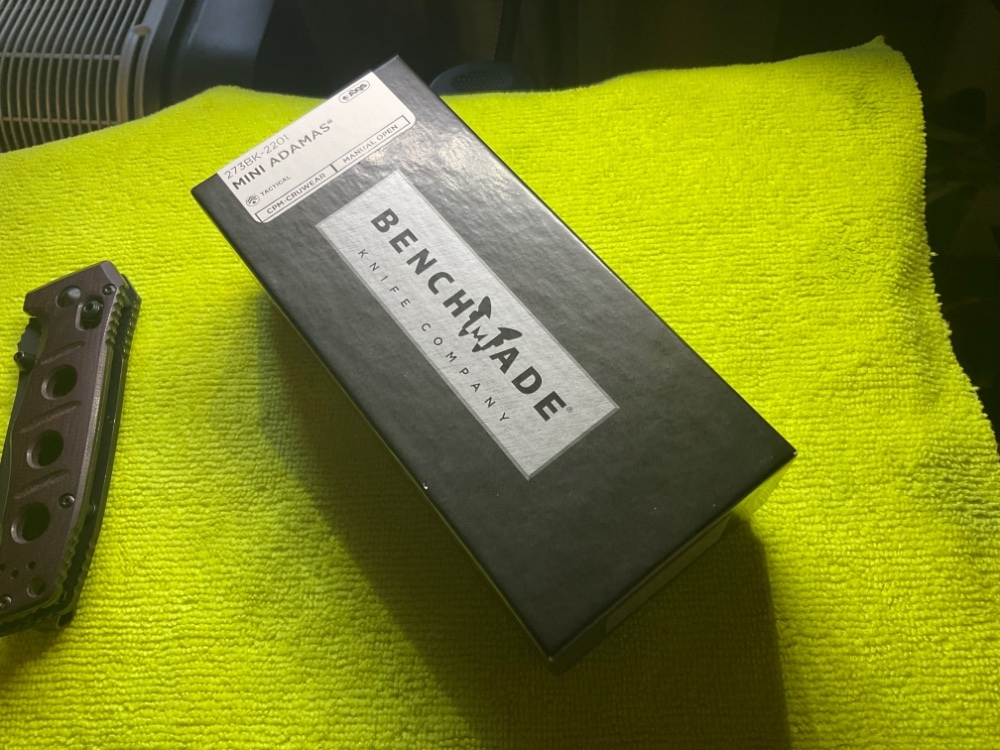 273BK-2201
MINI ADAMAS®
TACTICAL
CPM-CRUWEAR
MANUAL OPEN
BENCHMADE®
KNIFE COMPANY